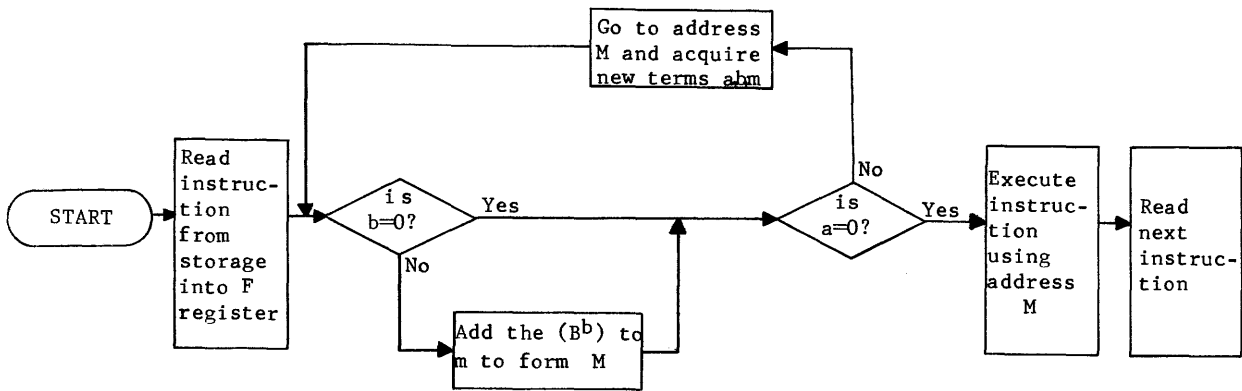 Go to address
M and acquire
new terms abm
No
Read
instruc-
tion
from
storage
into F
register
START
is
b=0?
Yes
No
Add the (Bᵇ) to
m to form M
is
a=0?
Yes
Execute
instruc-
tion
using
address
M
Read
next
instruc-
tion